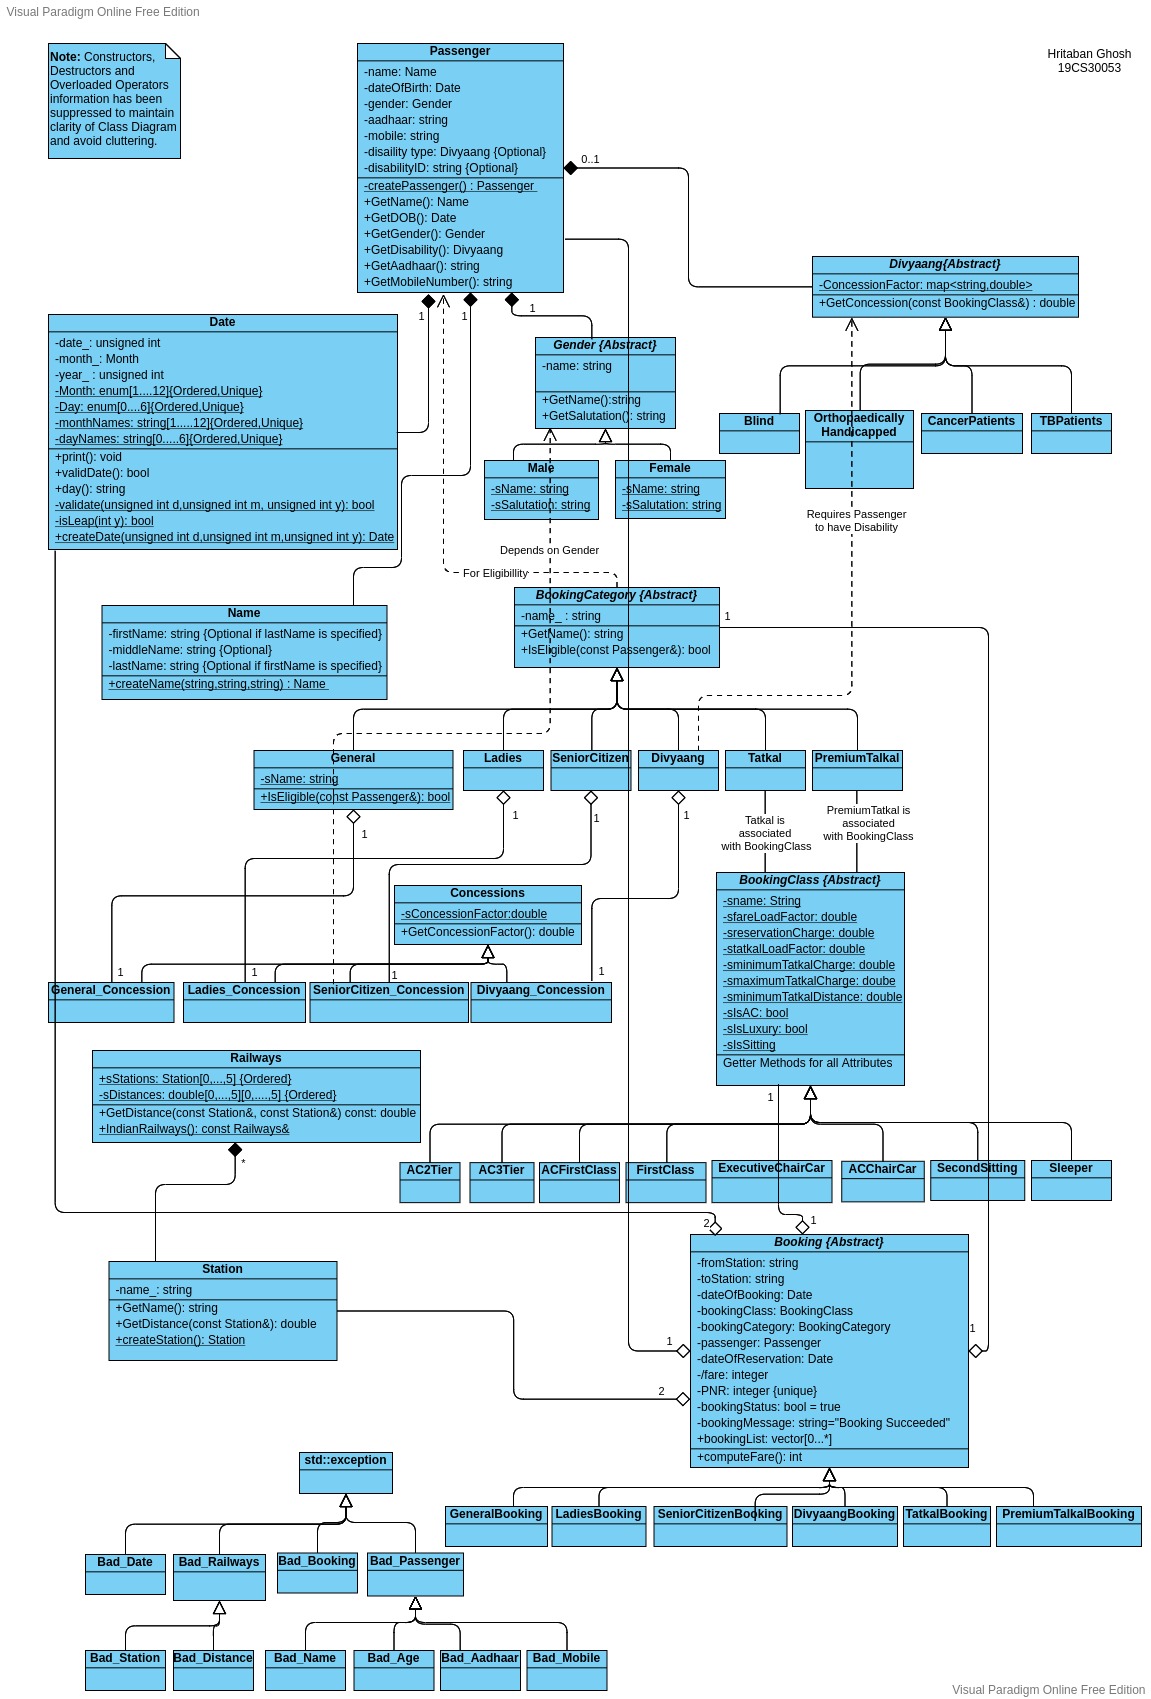 Visual Paradigm Online Free Edition
Note: Constructors,
Destructors and
Overloaded Operators
information has been
suppressed to maintain
clarity of Class Diagram
and avoid cluttering.
Hritaban Ghosh
19CS30053
Passenger
-name: Name
-dateOfBirth: Date
-gender: Gender
-aadhaar: string
-mobile: string
-disaility type: Divyaang {Optional}
-disabilityID: string {Optional}
-createPassenger() : Passenger
+GetName(): Name
+GetDOB(): Date
+GetGender(): Gender
+GetDisability(): Divyaang
+GetAadhaar(): string
+GetMobileNumber(): string
0..1
1
1
1
Divyaang{Abstract}
-ConcessionFactor: map<string,double>
+GetConcession(const BookingClass&) : double
Date
-date_: unsigned int
-month_: Month
-year_ : unsigned int
-Month: enum[1....12]{Ordered,Unique}
-Day: enum[0....6]{Ordered,Unique}
-monthNames: string[1.....12]{Ordered,Unique}
-dayNames: string[0.....6]{Ordered,Unique}
+print(): void
+validDate(): bool
+day(): string
-validate(unsigned int d,unsigned int m, unsigned int y): bool
-isLeap(int y): bool
+createDate(unsigned int d,unsigned int m,unsigned int y): Date
Gender {Abstract}
-name: string
+GetName():string
+GetSalutation(): string
Blind
Orthopaedically
Handicapped
CancerPatients
TBPatients
Male
-sName: string
-sSalutation: string
Female
-sName: string
-sSalutation: string
Requires Passenger
to have Disability
Depends on Gender
For Eligibillity
Name
-firstName: string {Optional if lastName is specified}
-middleName: string {Optional}
-lastName: string {Optional if firstName is specified}
+createName(string,string,string) : Name
BookingCategory {Abstract}
-name_ : string
+GetName(): string
+IsEligible(const Passenger&): bool
1
General
-sName: string
+IsEligible(const Passenger&): bool
Ladies
SeniorCitizen
Divyaang
Tatkal
PremiumTalkal
1
1
1
1
Tatkal is
associated
with BookingClass
PremiumTatkal is
associated
with BookingClass
Concessions
-sConcessionFactor:double
+GetConcessionFactor(): double
BookingClass {Abstract}
-sname: String
-sfareLoadFactor: double
-sreservationCharge: double
-statkalLoadFactor: double
-sminimumTatkalCharge: double
-smaximumTatkalCharge: doube
-sminimumTatkalDistance: double
-sIsAC: bool
-sIsLuxury: bool
-sIsSitting
Getter Methods for all Attributes
1
1
1
1
General_Concession
Ladies_Concession
SeniorCitizen_Concession
Divyaang_Concession
Railways
+sStations: Station[0,...,5] {Ordered}
-sDistances: double[0,...,5][0,....,5] {Ordered}
+GetDistance(const Station&, const Station&) const: double
+IndianRailways(): const Railways&
*
1
AC2Tier
AC3Tier
ACFirstClass
FirstClass
ExecutiveChairCar
ACChairCar
SecondSitting
Sleeper
2
1
Station
-name_: string
+GetName(): string
+GetDistance(const Station&): double
+createStation(): Station
Booking {Abstract}
-fromStation: string
-toStation: string
-dateOfBooking: Date
-bookingClass: BookingClass
-bookingCategory: BookingCategory
-passenger: Passenger
-dateOfReservation: Date
-/fare: integer
-PNR: integer {unique}
-bookingStatus: bool = true
-bookingMessage: string="Booking Succeeded"
+bookingList: vector[0...*]
+computeFare(): int
1
1
2
std::exception
GeneralBooking
LadiesBooking
SeniorCitizenBooking
DivyaangBooking
TatkalBooking
PremiumTalkalBooking
Bad_Date
Bad_Railways
Bad_Booking
Bad_Passenger
Bad_Station
Bad_Distance
Bad_Name
Bad_Age
Bad_Aadhaar
Bad_Mobile
Visual Paradigm Online Free Edition